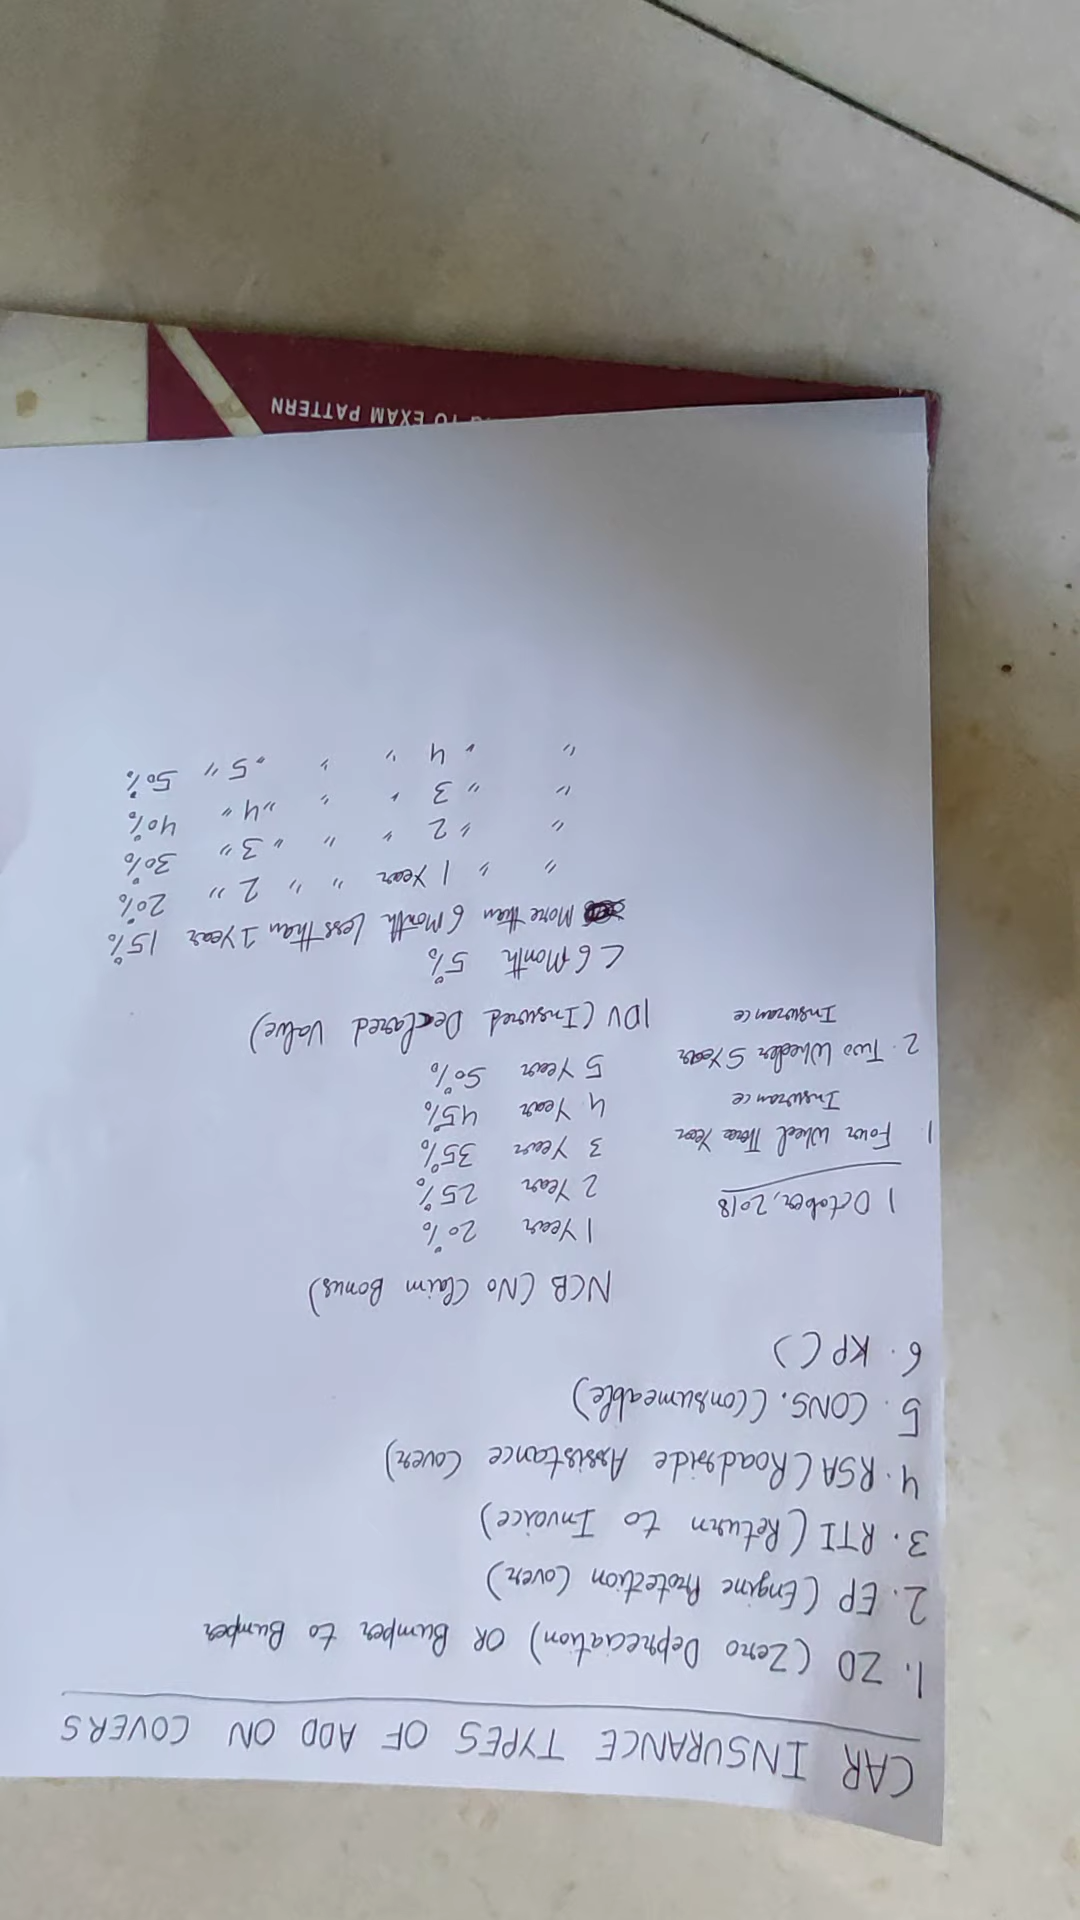 CAR INSURANCE TYPES OF ADD ON COVERS
1. ZD (Zero Depreciation) OR Bumper to Bumper
2. EP (Engine Protection Cover)
3. RTI (Return to Invoice)
4. RSA (Roadside Assistance Cover)
5. CONS. (Consumeable)
6. KP ( )
NCB (No Claim Bonus)
1 Year 20%
2 Year 25%
3 Year 35%
4 Year 45%
5 Year 50%
1 October, 2018
1 Four Wheel Three Year
Insurance
2. Two Wheeler 5 Year
Insurance
IDV (Insured Declared Value)
< 6 Month 5%
More than 6 Month Less than 1 Year 15%
" " 1 Year " " 2 " 20%
" " 2 " " " 3 " 30%
" " 3 " " " 4 " 40%
" " 4 " " " 5 " 50%
TO EXAM PATTERN